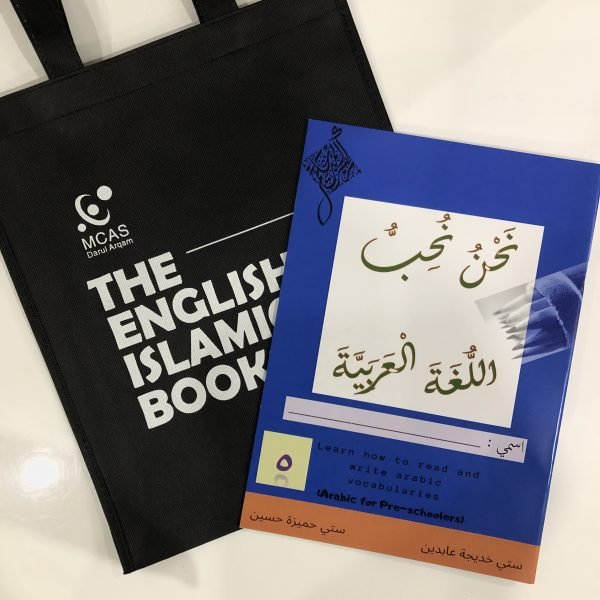 MCAS
Darul Arqam
THE
ENGLISH
ISLAMIC
BOOK
نَحْنُ نُحِبُّ
اللُّغَةَ الْعَرَبِيَّةَ
اسمي :
٥
Learn how to read and
write arabic
vocabularies
(Arabic for Pre-schoolers)
ستي حميزة حسين
ستي خديجة عابدين